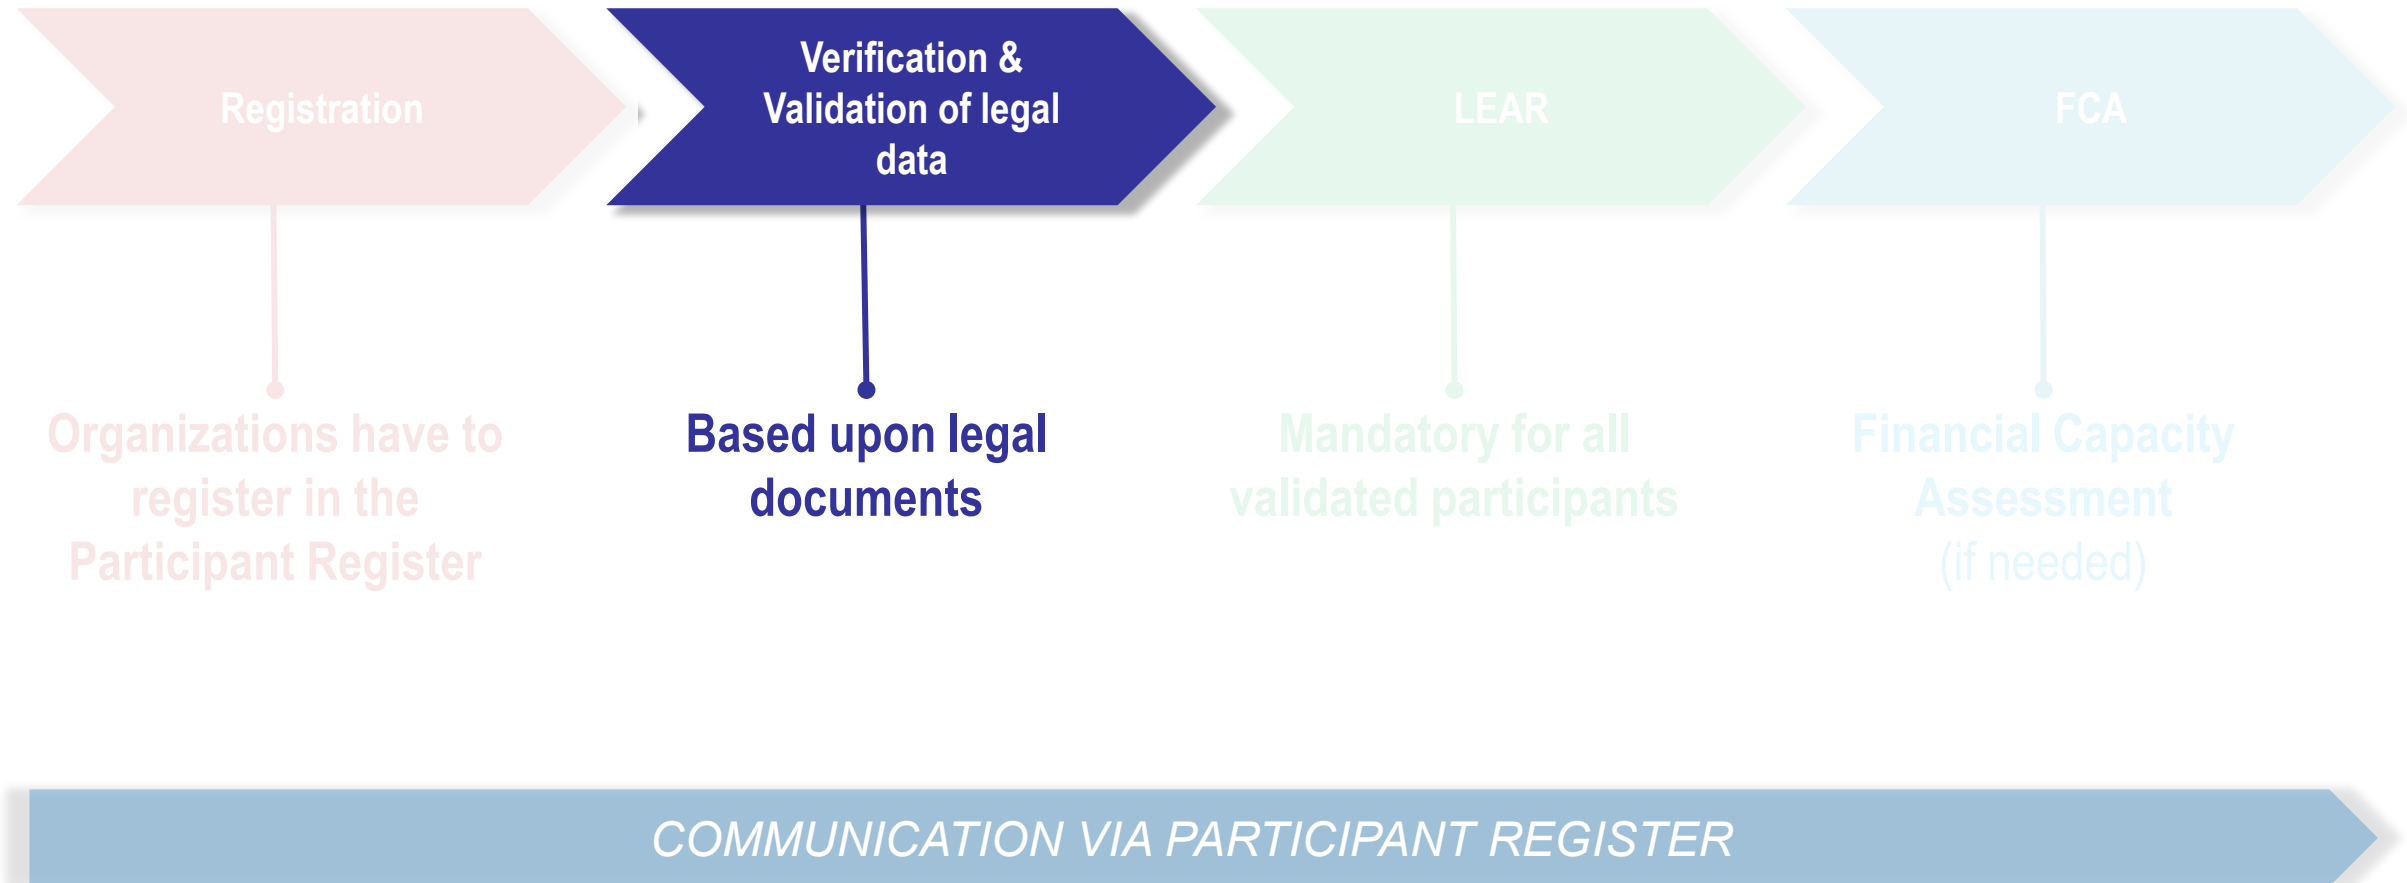 Registration
Verification &
Validation of legal
data
LEAR
FCA
Organizations have to
register in the
Participant Register
Based upon legal
documents
Mandatory for all
validated participants
Financial Capacity
Assessment
(if needed)
COMMUNICATION VIA PARTICIPANT REGISTER